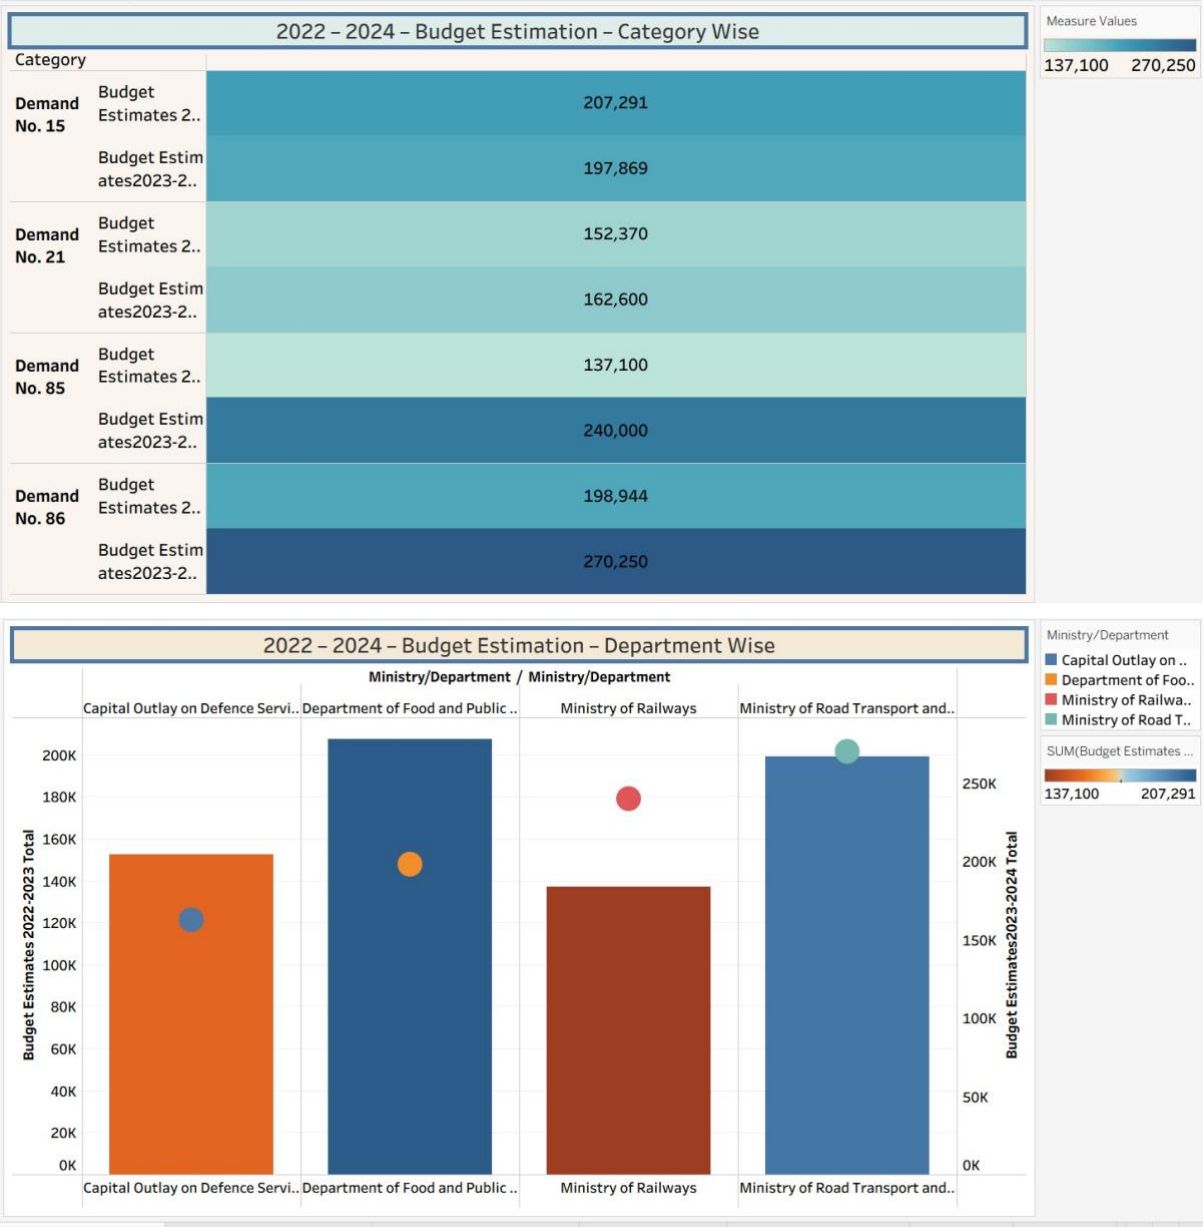 2022 – 2024 – Budget Estimation – Category Wise
Category
Demand
No. 15
Budget
Estimates 2..
207,291
Budget Estim
ates2023-2..
197,869
Demand
No. 21
Budget
Estimates 2..
152,370
Budget Estim
ates2023-2..
162,600
Demand
No. 85
Budget
Estimates 2..
137,100
Budget Estim
ates2023-2..
240,000
Demand
No. 86
Budget
Estimates 2..
198,944
Budget Estim
ates2023-2..
270,250
Measure Values
137,100 270,250
2022 – 2024 – Budget Estimation – Department Wise
Ministry/Department / Ministry/Department
Capital Outlay on Defence Servi.. Department of Food and Public .. Ministry of Railways Ministry of Road Transport and..
Budget Estimates 2022-2023 Total
200K
180K
160K
140K
120K
100K
80K
60K
40K
20K
0K
250K
200K
150K
100K
50K
0K
Budget Estimates2023-2024 Total
Capital Outlay on Defence Servi.. Department of Food and Public .. Ministry of Railways Ministry of Road Transport and..
Ministry/Department
Capital Outlay on ..
Department of Foo..
Ministry of Railwa..
Ministry of Road T..
SUM(Budget Estimates ...
137,100 207,291